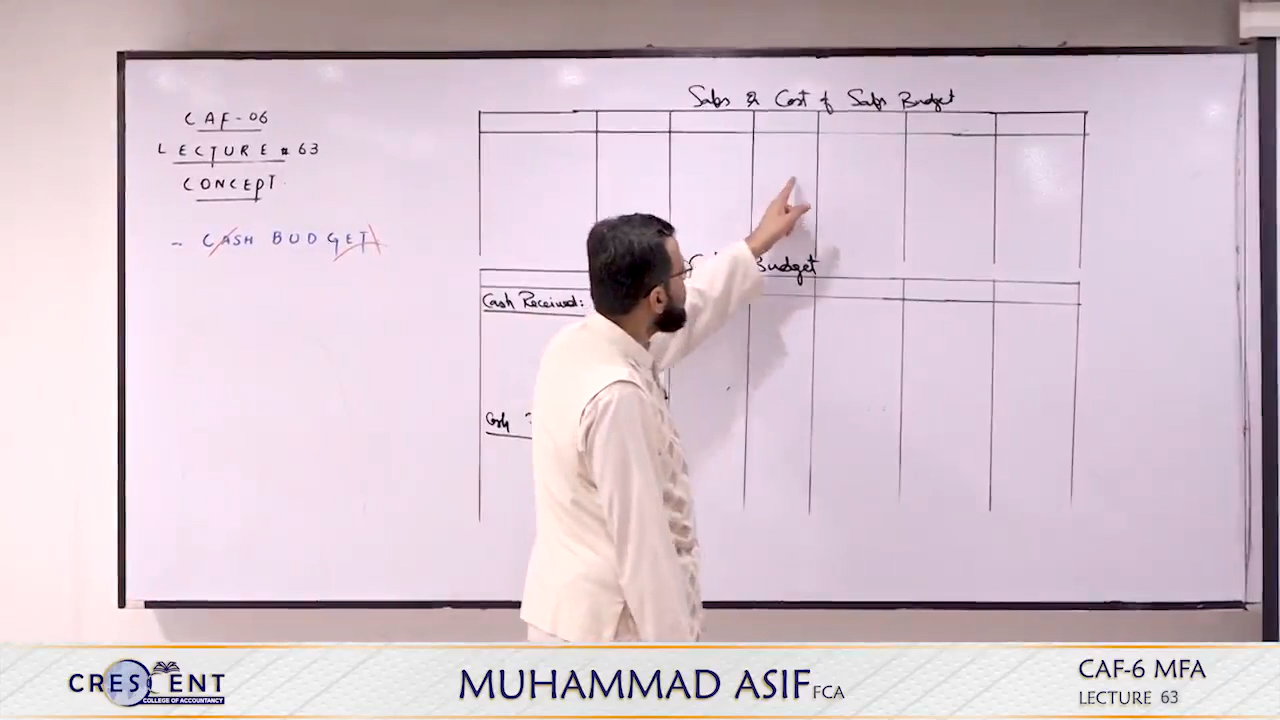 CAF-06
LECTURE # 63
CONCEPT
- CASH BUDGET
Sales & Cost of Sales Budget
Budget
Cash Received:
Cash
CRESCENT
COLLEGE OF ACCOUNTANCY
MUHAMMAD ASIF FCA
CAF-6 MFA
LECTURE 63